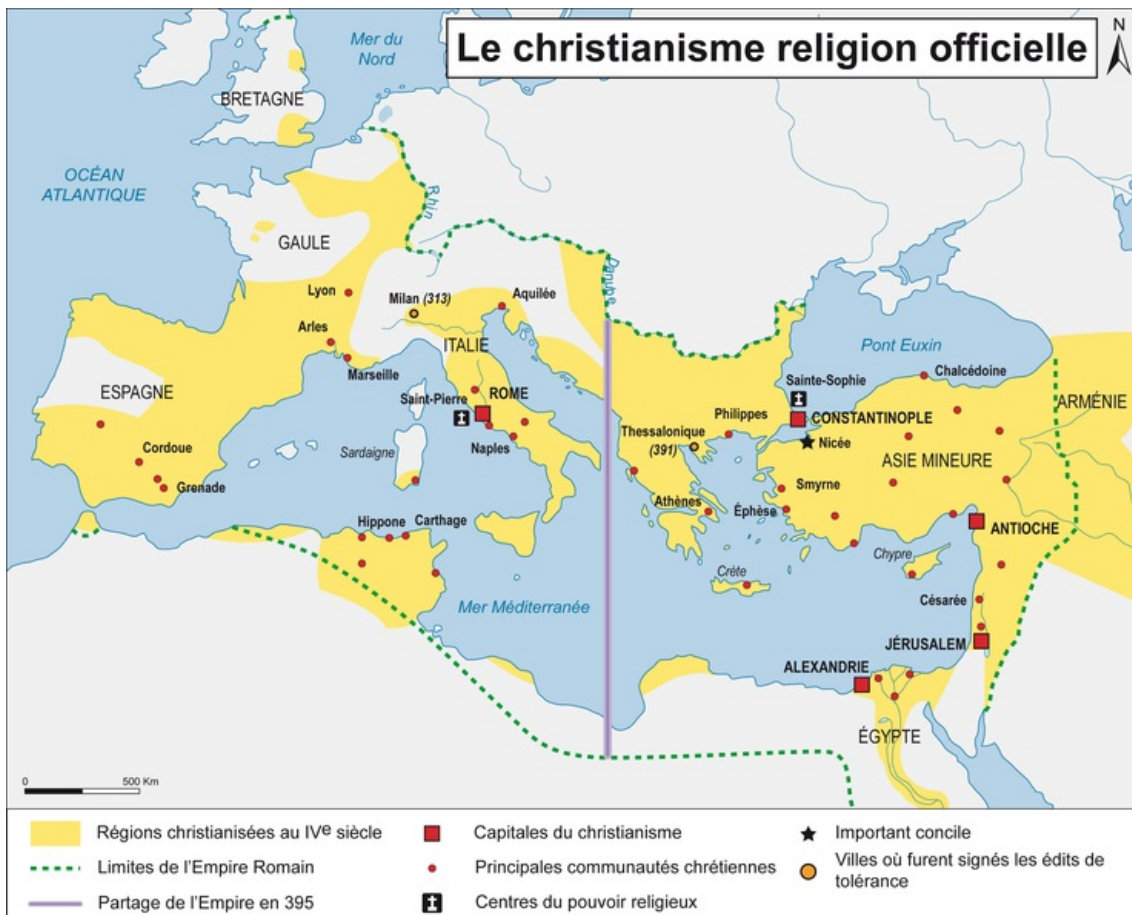 Le christianisme religion officielle
N
Mer du
Nord
BRETAGNE
OCÉAN
ATLANTIQUE
Rhin
GAULE
Danube
Lyon
Milan (313)
Aquilée
Arles
ITALIE
Marseille
Pont Euxin
Chalcédoine
Sainte-Sophie
ARMÉNIE
ESPAGNE
Saint-Pierre
ROME
Philippes
CONSTANTINOPLE
Thessalonique
(391)
Nicée
Naples
ASIE MINEURE
Cordoue
Sardaigne
Grenade
Smyrne
Athènes
Éphèse
Hippone
Carthage
ANTIOCHE
Chypre
Crète
Césarée
Mer Méditerranée
JÉRUSALEM
ALEXANDRIE
ÉGYPTE
0 500 Km
Régions christianisées au IVe siècle
Limites de l'Empire Romain
Partage de l'Empire en 395
Capitales du christianisme
Principales communautés chrétiennes
Centres du pouvoir religieux
Important concile
Villes où furent signés les édits de
tolérance